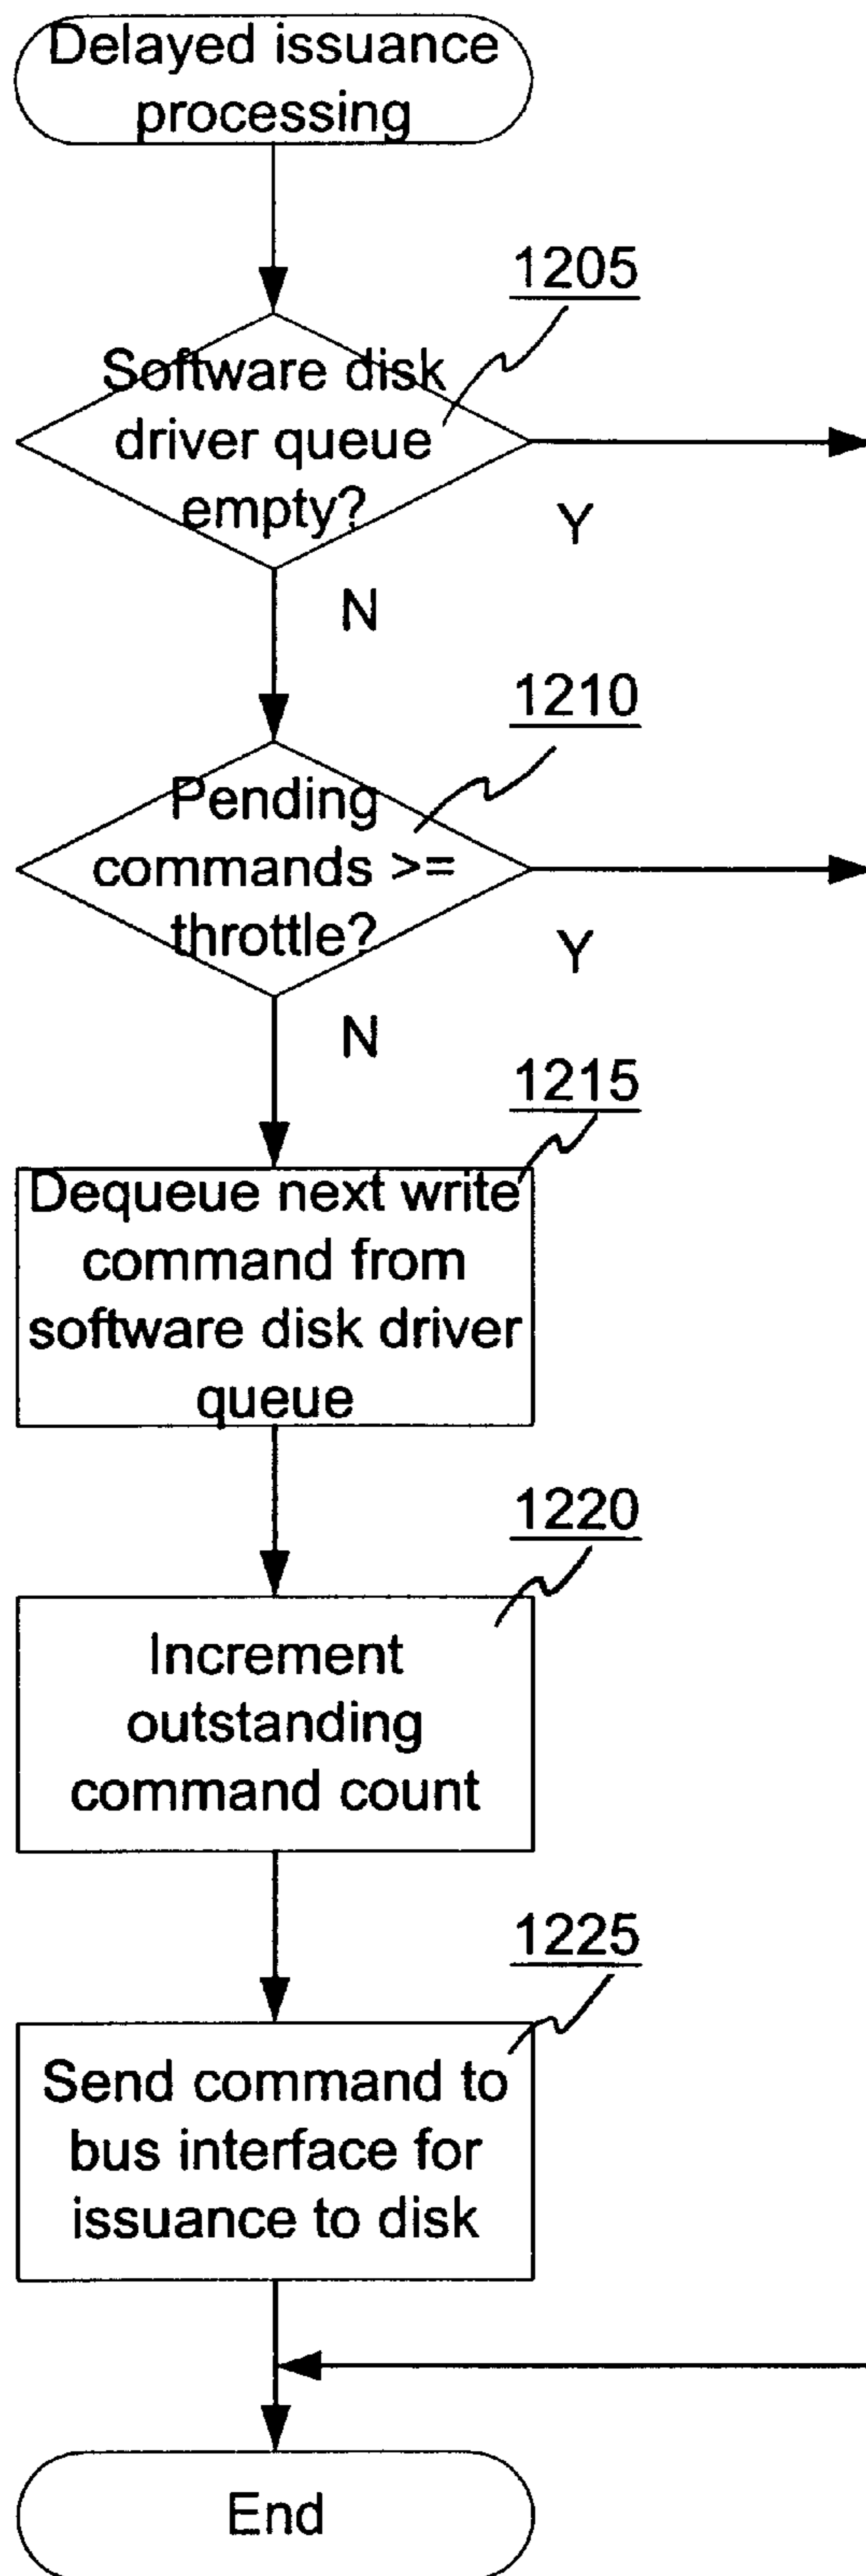 Delayed issuance
processing
1205
Software disk
driver queue
empty?
Y
N
1210
Pending
commands >=
throttle?
Y
N
1215
Dequeue next write
command from
software disk driver
queue
1220
Increment
outstanding
command count
1225
Send command to
bus interface for
issuance to disk
End